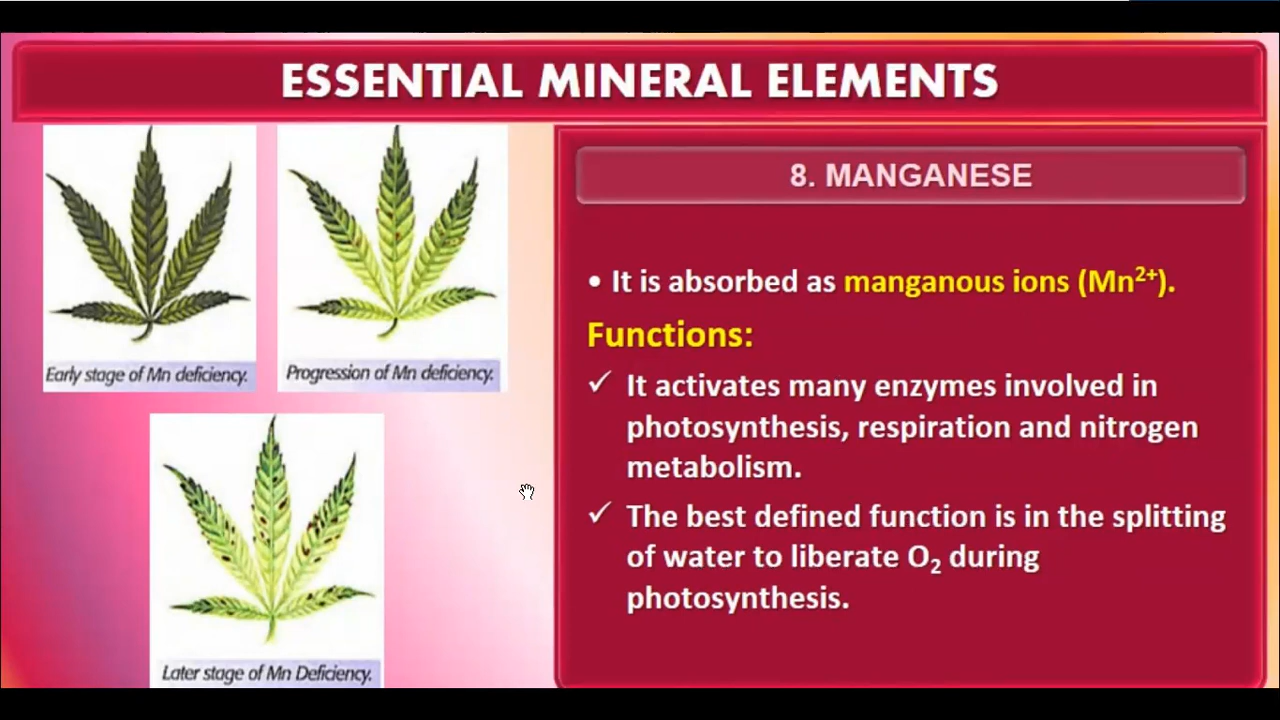 ESSENTIAL MINERAL ELEMENTS
Early stage of Mn deficiency.
Progression of Mn deficiency.
Later stage of Mn Deficiency.
8. MANGANESE
• It is absorbed as manganous ions (Mn²⁺).
Functions:
✓ It activates many enzymes involved in
photosynthesis, respiration and nitrogen
metabolism.
✓ The best defined function is in the splitting
of water to liberate O₂ during
photosynthesis.